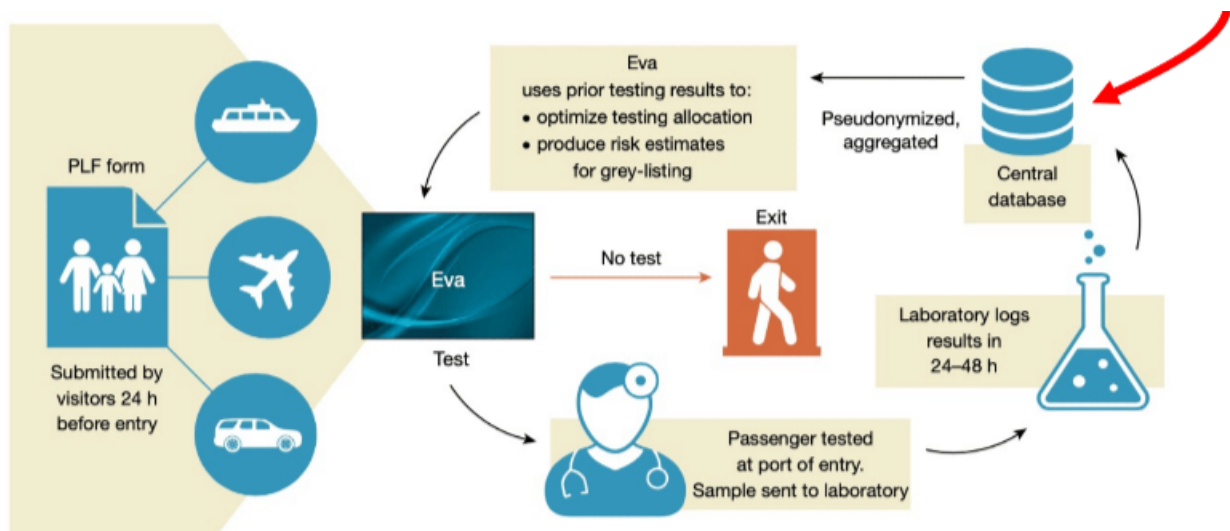 PLF form
Submitted by
visitors 24 h
before entry
Eva
uses prior testing results to:
• optimize testing allocation
• produce risk estimates
for grey-listing
Pseudonymized,
aggregated
Central
database
Eva
No test
Exit
Test
Passenger tested
at port of entry.
Sample sent to laboratory
Laboratory logs
results in
24–48 h